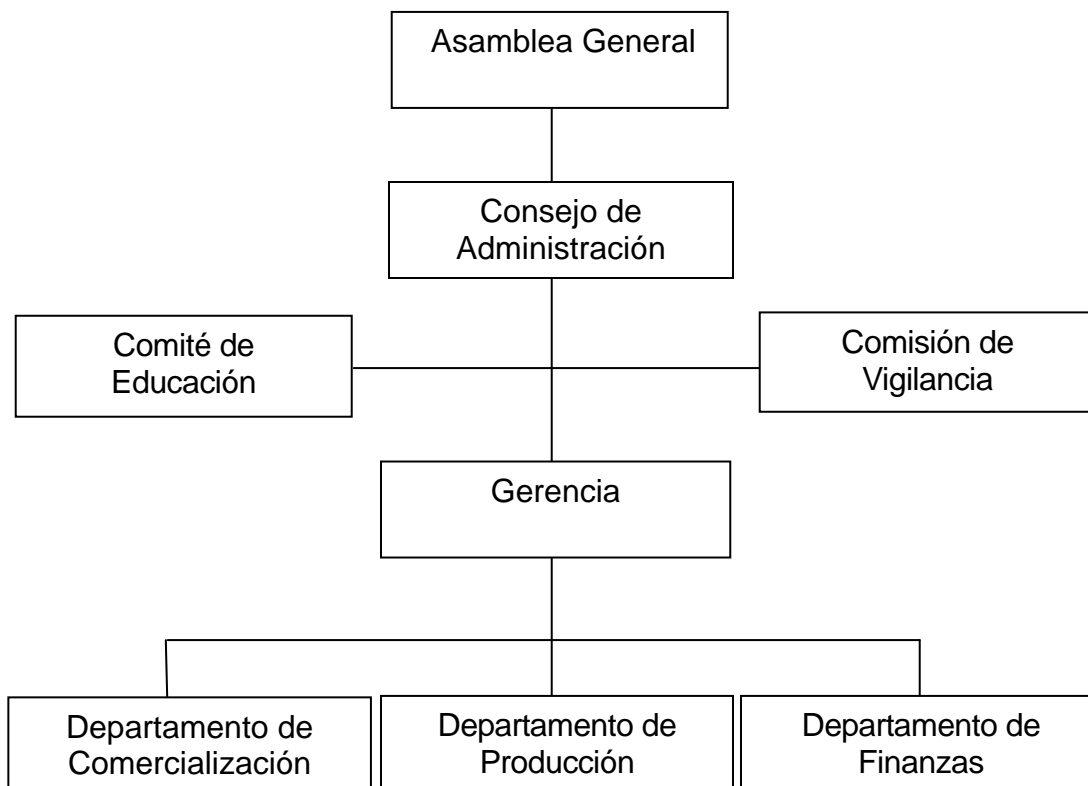 Asamblea General
Consejo de
Administración
Comité de
Educación
Comisión de
Vigilancia
Gerencia
Departamento de
Comercialización
Departamento de
Producción
Departamento de
Finanzas